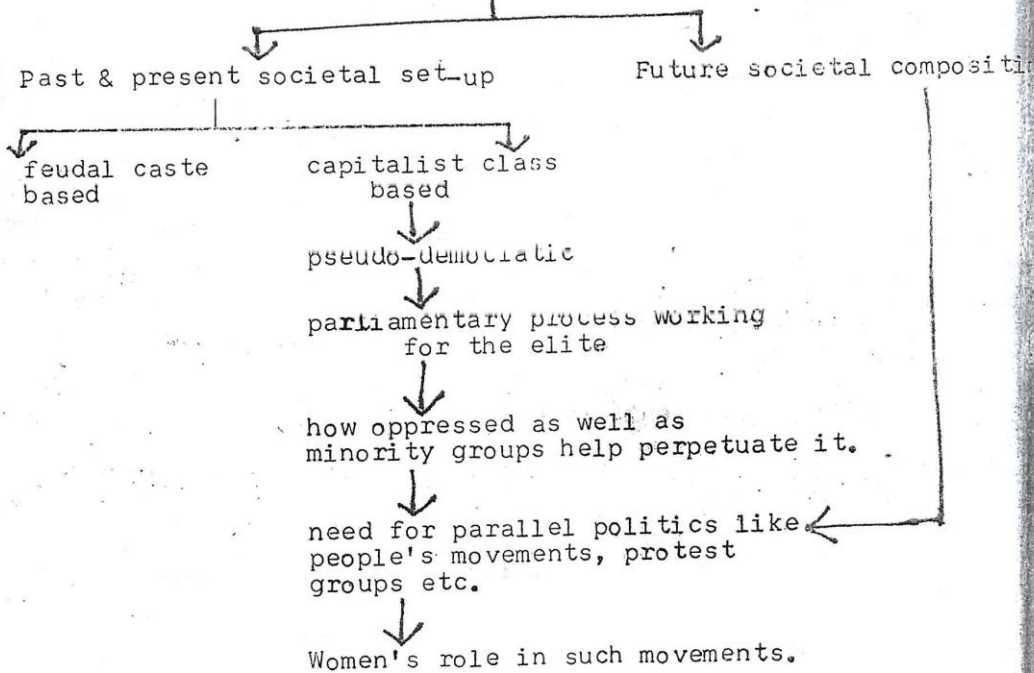 Past & present societal set-up
Future societal compositi
feudal caste
based
capitalist class
based
pseudo-democratic
parliamentary process working
for the elite
how oppressed as well as
minority groups help perpetuate it.
need for parallel politics like
people's movements, protest
groups etc.
Women's role in such movements.